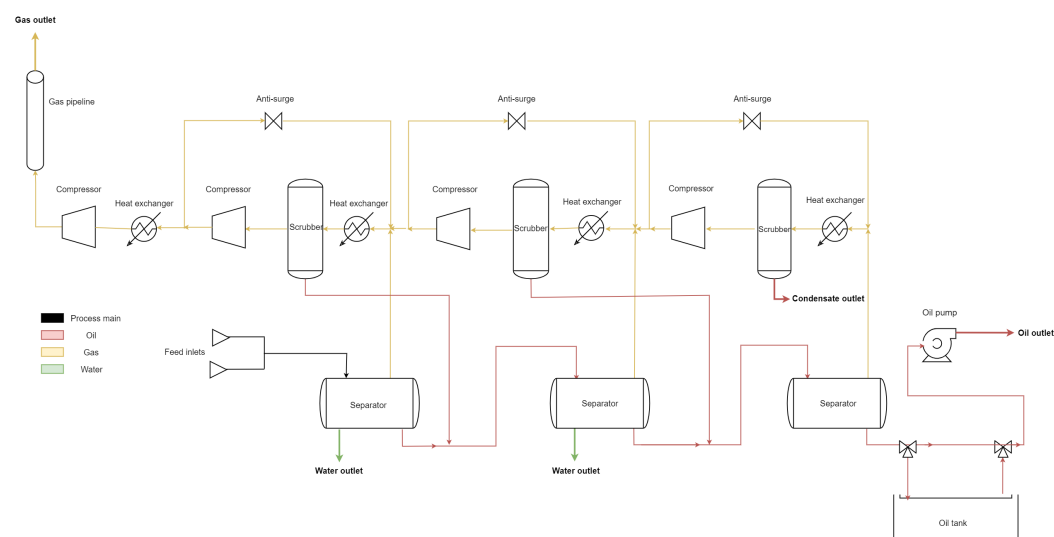 Gas outlet
Gas pipeline
Anti-surge
Anti-surge
Anti-surge
Compressor
Heat exchanger
Compressor
Scrubber
Heat exchanger
Compressor
Scrubber
Heat exchanger
Compressor
Scrubber
Heat exchanger
Condensate outlet
Process main
Oil
Gas
Water
Feed inlets
Oil pump
Oil outlet
Separator
Separator
Separator
Water outlet
Water outlet
Oil tank